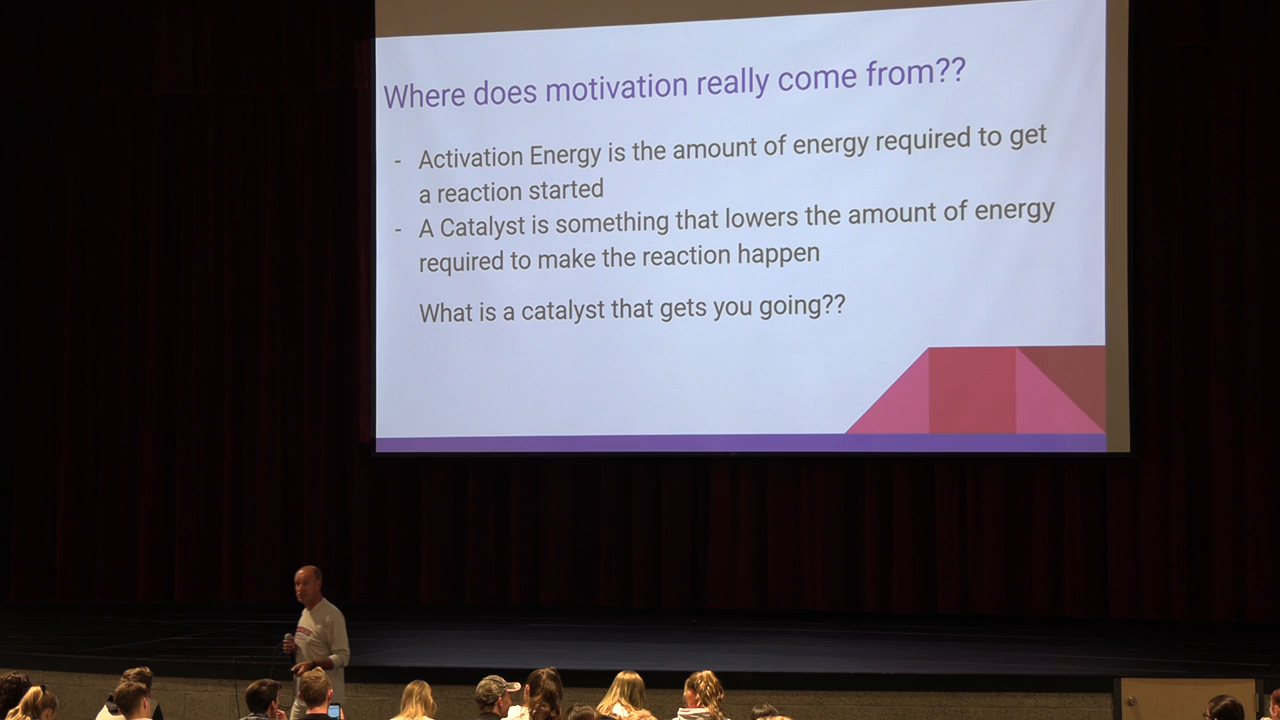 Where does motivation really come from??
- Activation Energy is the amount of energy required to get
a reaction started
- A Catalyst is something that lowers the amount of energy
required to make the reaction happen
What is a catalyst that gets you going??